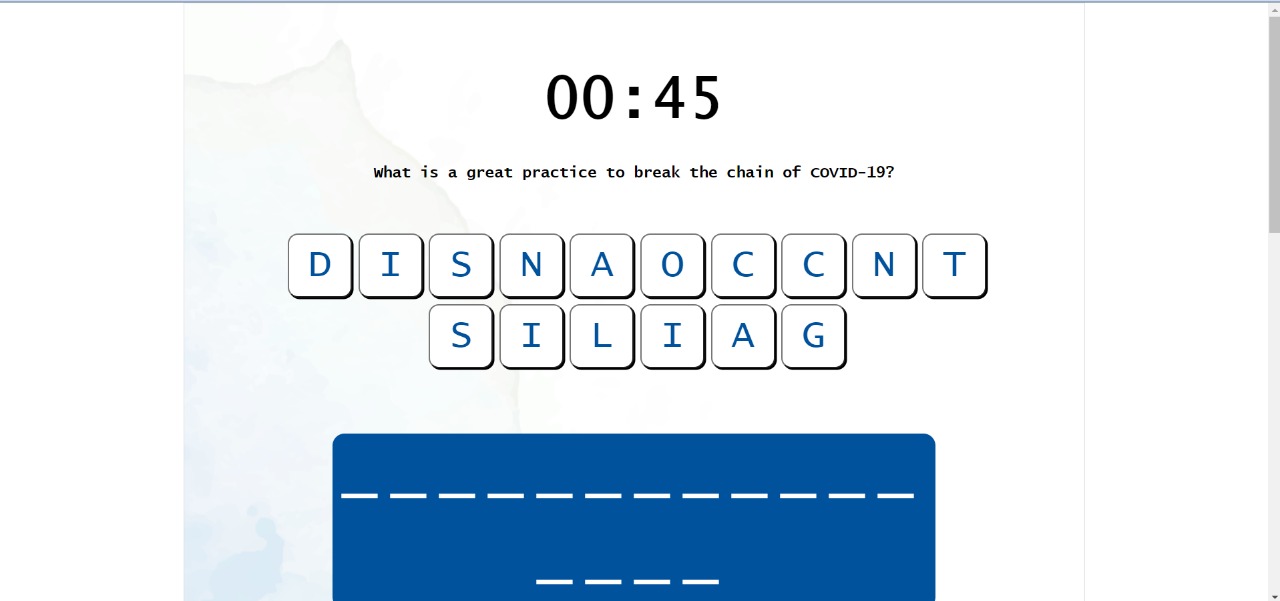 00:45
What is a great practice to break the chain of COVID-19?
D I S N A O C C N T
S I L I A G